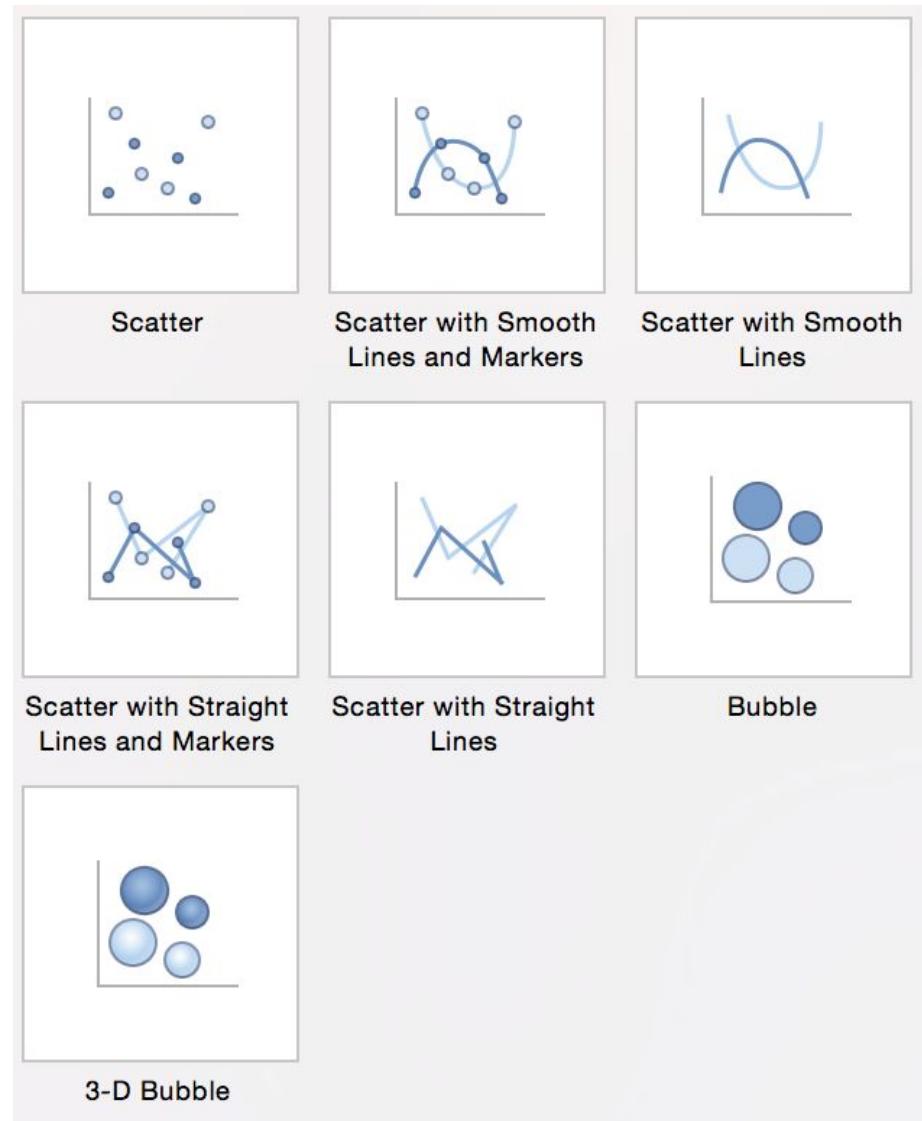 Scatter
Scatter with Smooth
Lines and Markers
Scatter with Smooth
Lines
Scatter with Straight
Lines and Markers
Scatter with Straight
Lines
Bubble
3-D Bubble